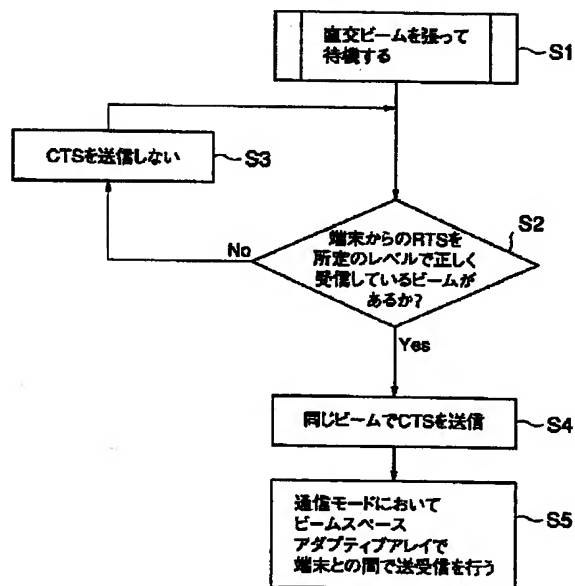 直交ビームを張って
待機する
S1
CTSを送信しない
S3
端末からのRTSを
所定のレベルで正しく
受信しているビームが
あるか?
S2
No
Yes
同じビームでCTSを送信
S4
通信モードにおいて
ビームスペース
アダプティブアレイで
端末との間で送受信を行う
S5